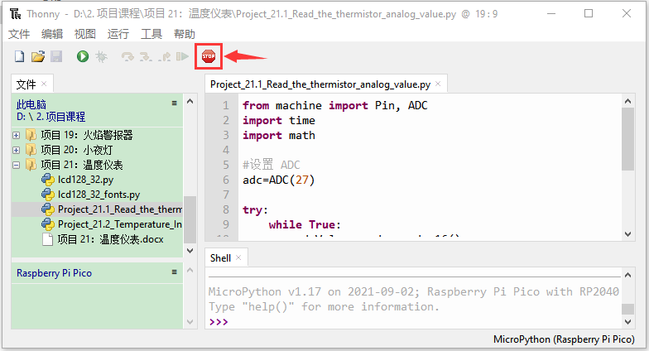 Thonny - D:\2. 项目课程\项目 21：温度仪表\Project_21.1_Read_the_thermistor_analog_value.py @ 19 : 9
文件 编辑 视图 运行 工具 帮助
STOP
文件
此电脑
D: \ 2. 项目课程
项目 19：火焰警报器
项目 20：小夜灯
项目 21：温度仪表
lcd128_32.py
lcd128_32_fonts.py
Project_21.1_Read_the_therm
Project_21.2_Temperature_In
项目 21：温度仪表.docx
Raspberry Pi Pico
Project_21.1_Read_the_thermistor_analog_value.py
1 from machine import Pin, ADC
2 import time
3 import math
4
5 #设置 ADC
6 adc=ADC(27)
7
8 try:
9 while True:
Shell
MicroPython v1.17 on 2021-09-02; Raspberry Pi Pico with RP2040
Type "help()" for more information.
>>>
MicroPython (Raspberry Pi Pico)